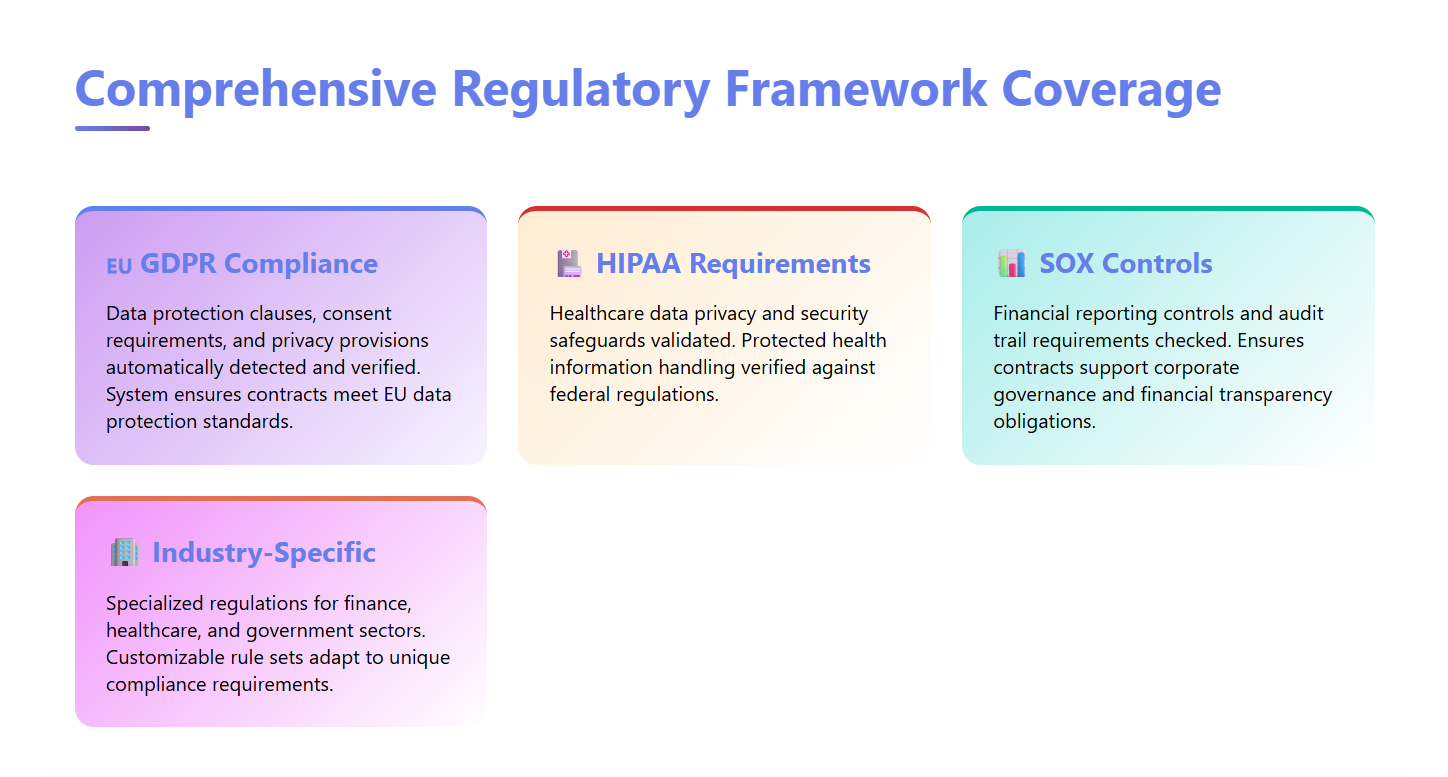 Comprehensive Regulatory Framework Coverage
EU GDPR Compliance
Data protection clauses, consent
requirements, and privacy provisions
automatically detected and verified.
System ensures contracts meet EU data
protection standards.
HIPAA Requirements
Healthcare data privacy and security
safeguards validated. Protected health
information handling verified against
federal regulations.
SOX Controls
Financial reporting controls and audit
trail requirements checked. Ensures
contracts support corporate
governance and financial transparency
obligations.
Industry-Specific
Specialized regulations for finance,
healthcare, and government sectors.
Customizable rule sets adapt to unique
compliance requirements.